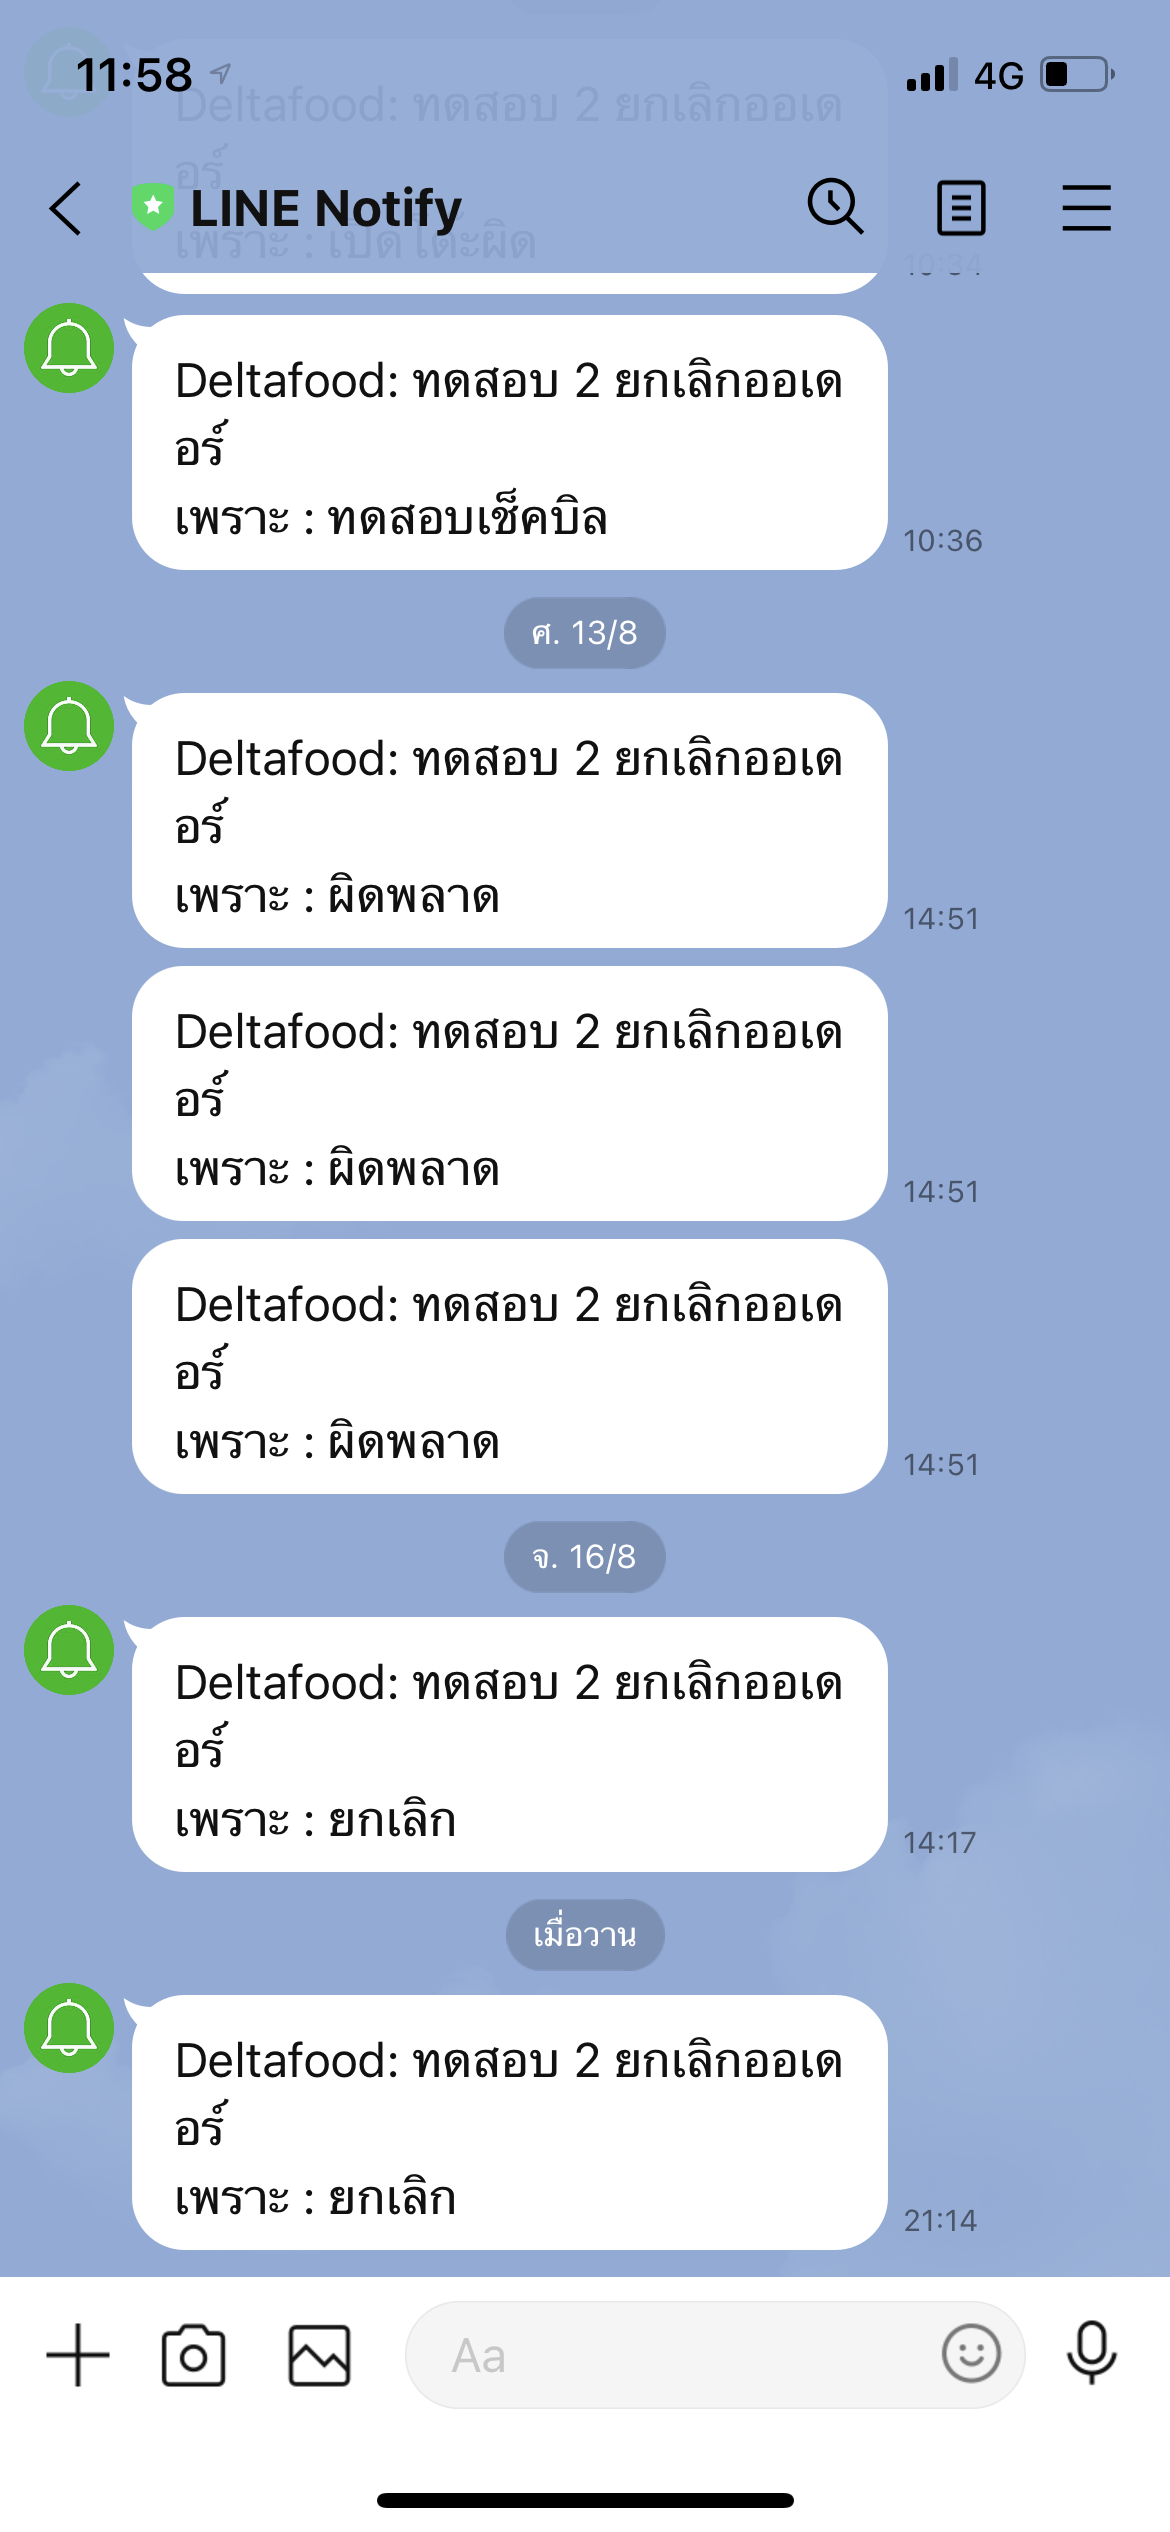 11:58
4G
Deltafood: ทดสอบ 2 ยกเลิกออเด
อร์
LINE Notify
เพราะ : เปิดโต๊ะผิด
10:34
Deltafood: ทดสอบ 2 ยกเลิกออเด
อร์
เพราะ : ทดสอบเช็คบิล
10:36
ศ. 13/8
Deltafood: ทดสอบ 2 ยกเลิกออเด
อร์
เพราะ : ผิดพลาด
14:51
Deltafood: ทดสอบ 2 ยกเลิกออเด
อร์
เพราะ : ผิดพลาด
14:51
Deltafood: ทดสอบ 2 ยกเลิกออเด
อร์
เพราะ : ผิดพลาด
14:51
จ. 16/8
Deltafood: ทดสอบ 2 ยกเลิกออเด
อร์
เพราะ : ยกเลิก
14:17
เมื่อวาน
Deltafood: ทดสอบ 2 ยกเลิกออเด
อร์
เพราะ : ยกเลิก
21:14
Aa